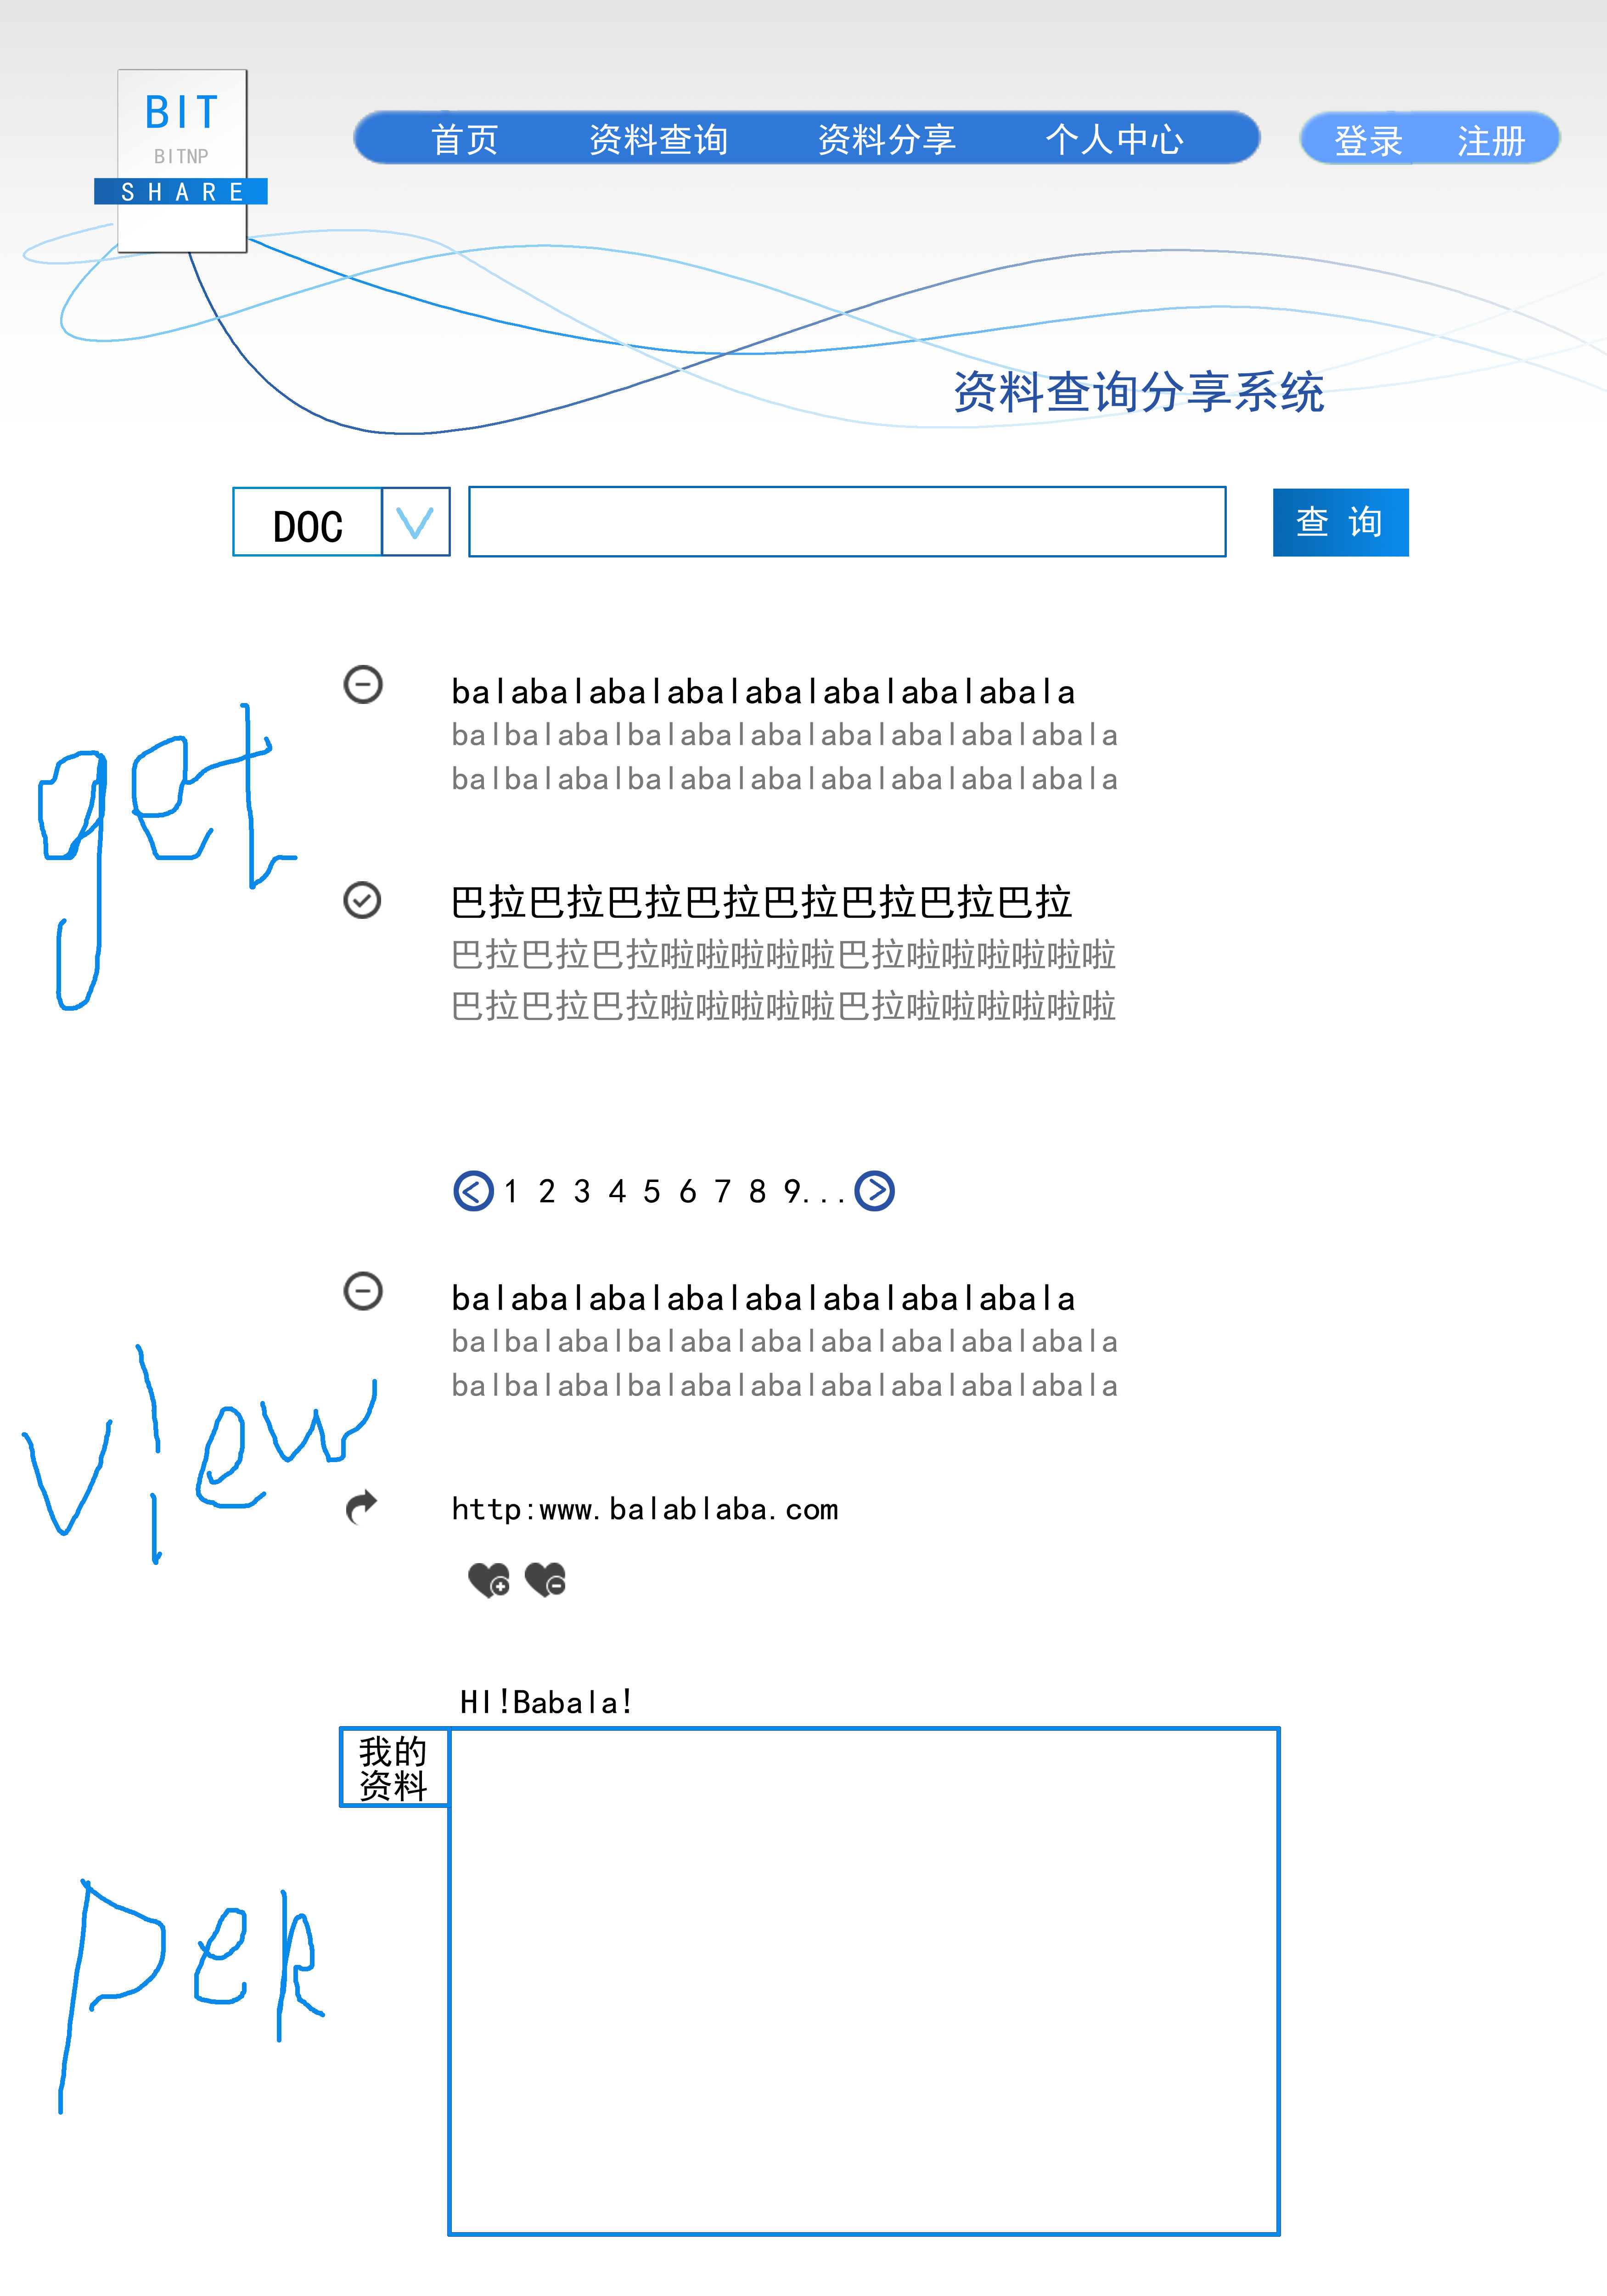 BIT
BITNP
SHARE
首页 资料查询 资料分享 个人中心 登录 注册
资料查询分享系统
DOC 查 询
get
balabalabalabalabalabalabalabala
balbalabalbalabalabalabalabalabalabala
balbalabalbalabalabalabalabalabalabala
巴拉巴拉巴拉巴拉巴拉巴拉巴拉巴拉
巴拉巴拉巴拉啦啦啦啦啦巴拉啦啦啦啦啦啦
巴拉巴拉巴拉啦啦啦啦啦巴拉啦啦啦啦啦啦
1 2 3 4 5 6 7 8 9...
view
balabalabalabalabalabalabalabala
balbalabalbalabalabalabalabalabalabala
balbalabalbalabalabalabalabalabalabala
http:www.balablaba.com
HI!Babala!
我的
资料
per